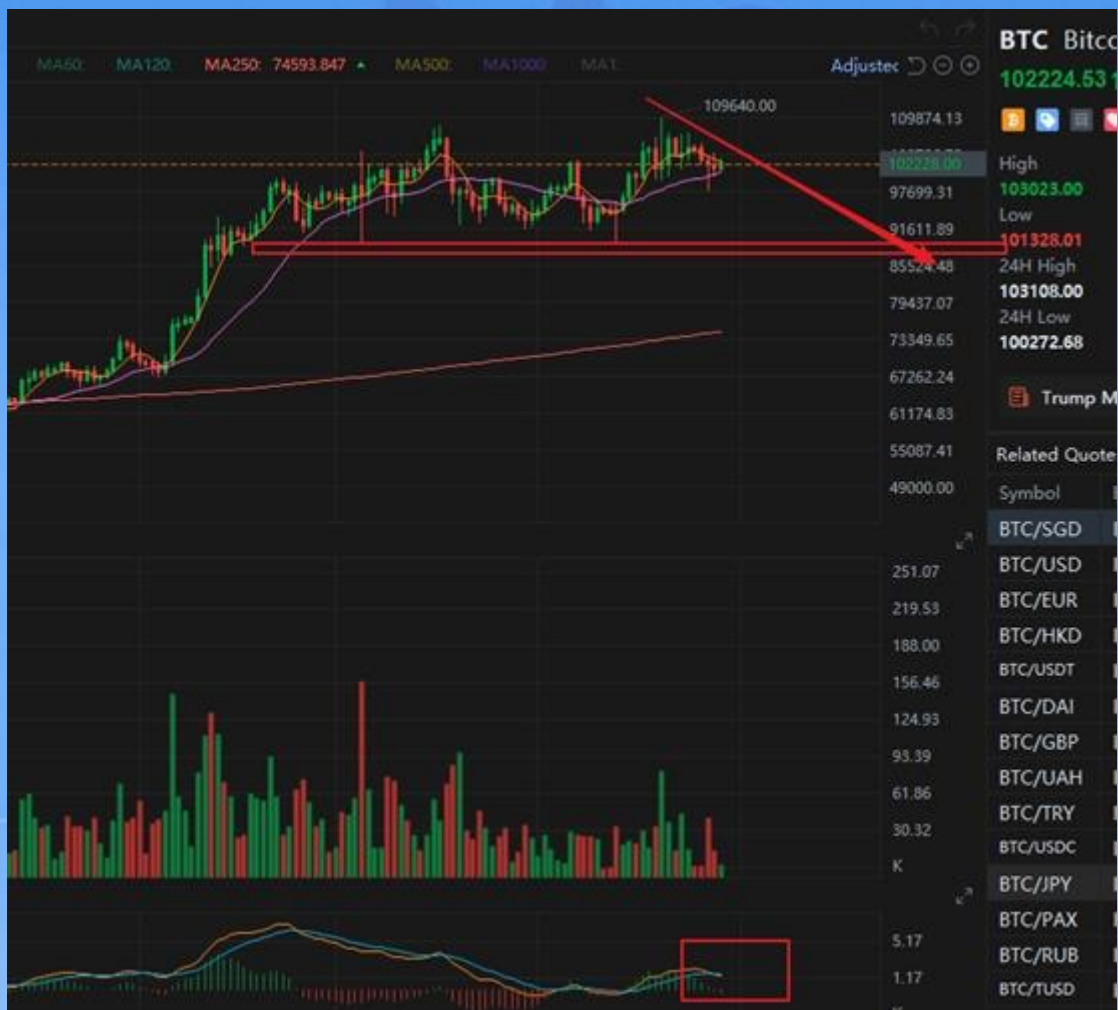 BTC Bitco
MA60: MA120: MA250: 74593.847 MA500: MA1000 MA1.
Adjustec
102224.53
109640.00
109874.13
102228.00
97699.31
91611.89
85524.48
79437.07
73349.65
67262.24
61174.83
55087.41
49000.00
High
103023.00
Low
101328.01
24H High
103108.00
24H Low
100272.68
Trump M
Related Quote
Symbol
BTC/SGD
BTC/USD
BTC/EUR
BTC/HKD
BTC/USDT
BTC/DAI
BTC/GBP
BTC/UAH
BTC/TRY
BTC/USDC
BTC/JPY
BTC/PAX
BTC/RUB
BTC/TUSD
251.07
219.53
188.00
156.46
124.93
93.39
61.86
30.32
K
5.17
1.17